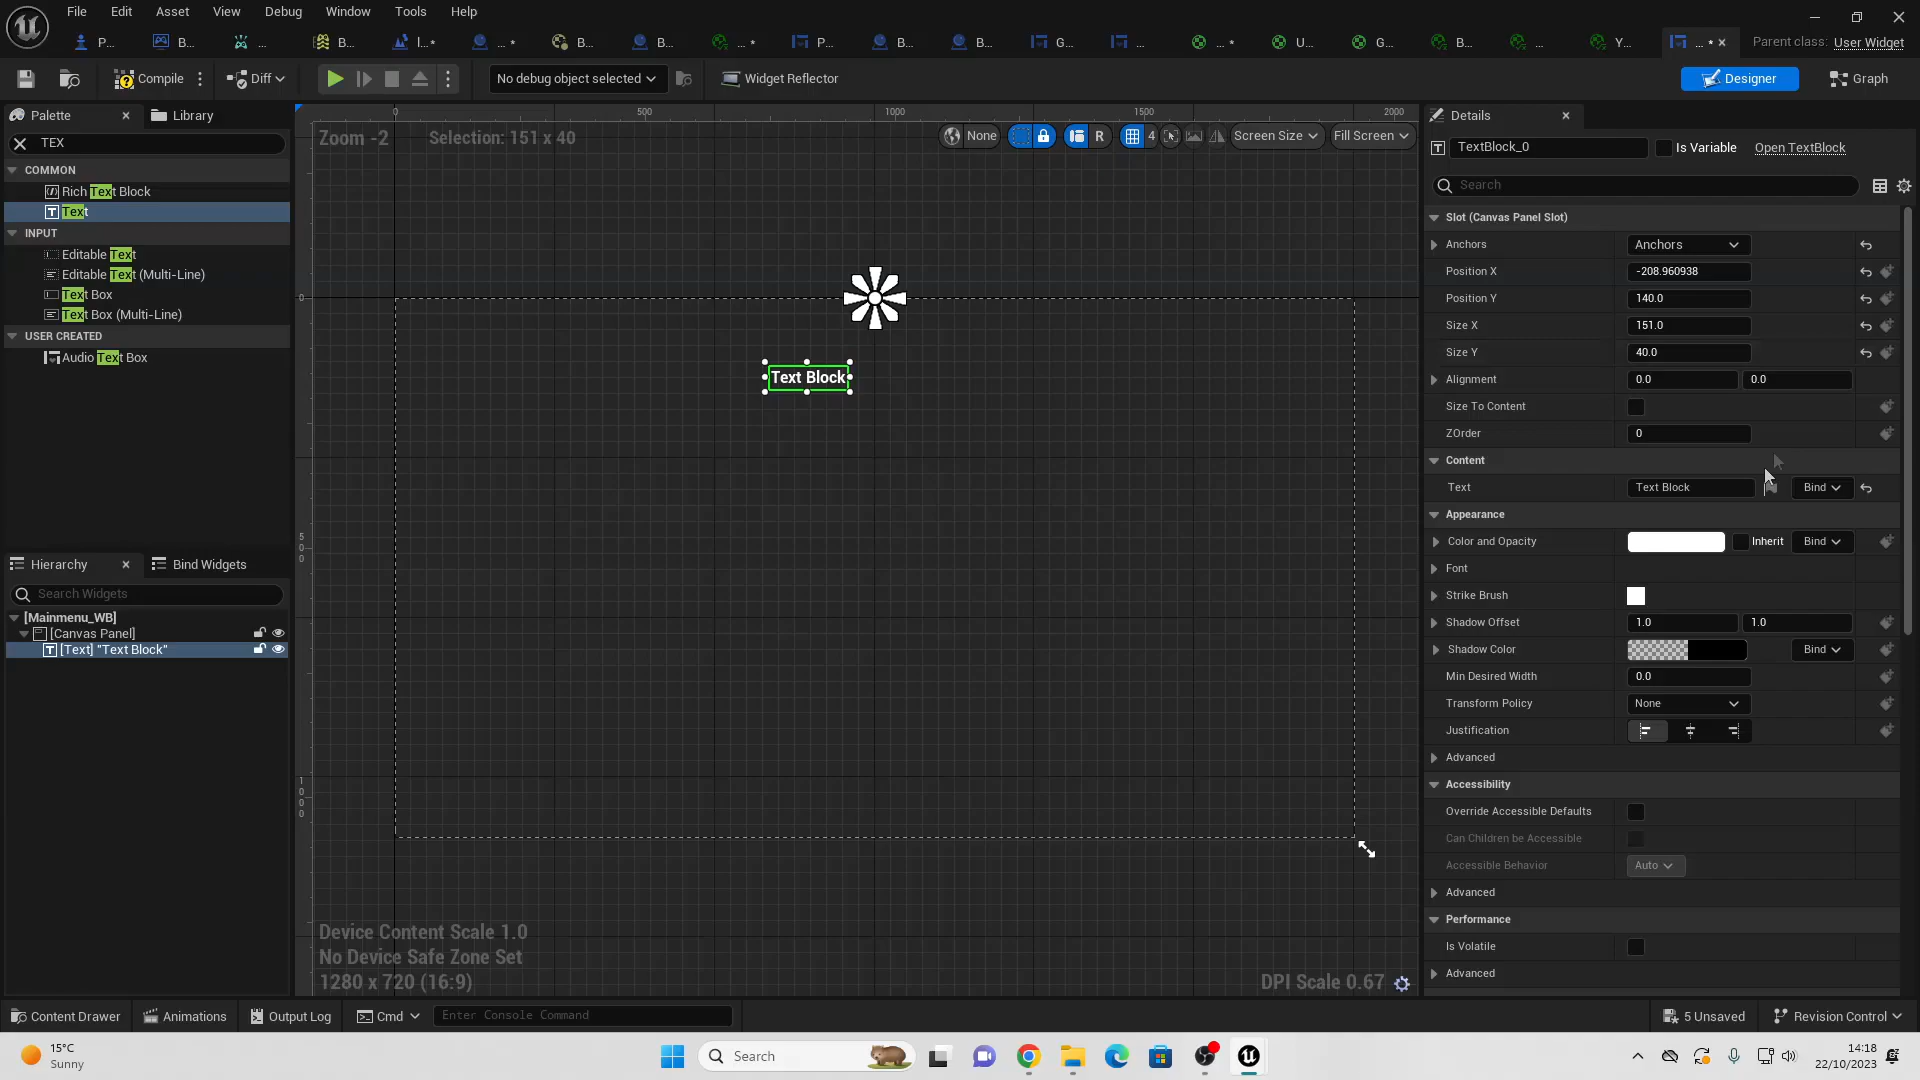 File Edit Asset View Debug Window Tools Help
P... B... ... B... I...* ...* B... B... ...* P... B... B... G... ... ...* U... G... B... ... Y... ...* Parent class: User Widget
Compile Diff No debug object selected Widget Reflector Designer Graph
Palette Library
TEX
COMMON
Rich Text Block
Text
INPUT
Editable Text
Editable Text (Multi-Line)
Text Box
Text Box (Multi-Line)
USER CREATED
Audio Text Box
Hierarchy Bind Widgets
Search Widgets
[Mainmenu_WB]
[Canvas Panel]
[Text] "Text Block"
0 500 1000 1500 2000
Zoom -2 Selection: 151 x 40 None R 4 Screen Size Fill Screen
0
500
1000
Text Block
Device Content Scale 1.0
No Device Safe Zone Set
1280 x 720 (16:9) DPI Scale 0.67
Details
TextBlock_0 Is Variable Open TextBlock
Search
Slot (Canvas Panel Slot)
Anchors Anchors
Position X -208.960938
Position Y 140.0
Size X 151.0
Size Y 40.0
Alignment 0.0 0.0
Size To Content
ZOrder 0
Content
Text Text Block Bind
Appearance
Color and Opacity Inherit Bind
Font
Strike Brush
Shadow Offset 1.0 1.0
Shadow Color Bind
Min Desired Width 0.0
Transform Policy None
Justification
Advanced
Accessibility
Override Accessible Defaults
Can Children be Accessible
Accessible Behavior Auto
Advanced
Performance
Is Volatile
Advanced
Content Drawer Animations Output Log Cmd Enter Console Command 5 Unsaved Revision Control
15°C
Sunny
Search
14:18
22/10/2023